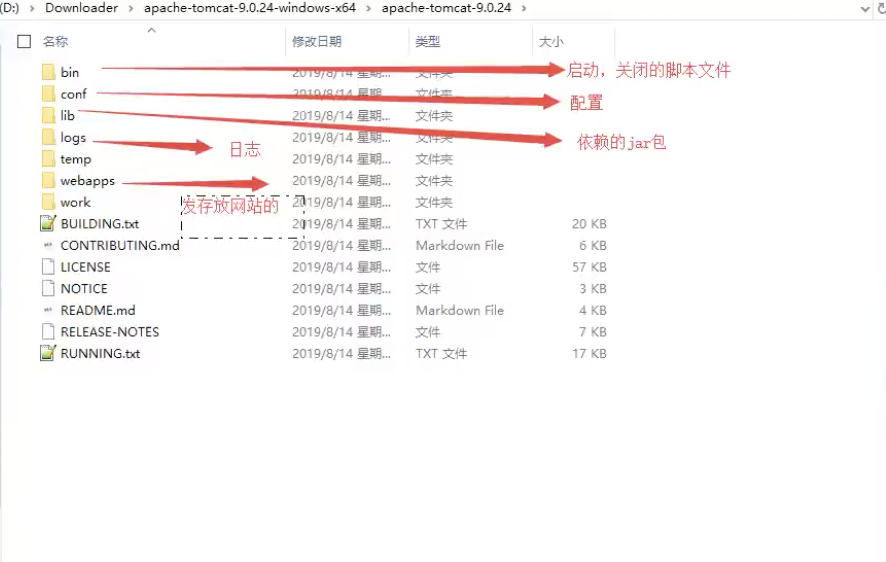 (D:) › Downloader › apache-tomcat-9.0.24-windows-x64 › apache-tomcat-9.0.24 ›
名称 修改日期 类型 大小
bin 2019/8/14 星期... 文件夹 启动，关闭的脚本文件
conf 2019/8/14 星期... 文件夹 配置
lib 2019/8/14 星期... 文件夹
依赖的jar包
logs 2019/8/14 星期... 文件夹
日志
temp 2019/8/14 星期... 文件夹
webapps 2019/8/14 星期... 文件夹
work 2019/8/14 星期... 文件夹
发存放网站的
BUILDING.txt 2019/8/14 星期... TXT 文件 20 KB
CONTRIBUTING.md 2019/8/14 星期... Markdown File 6 KB
LICENSE 2019/8/14 星期... 文件 57 KB
NOTICE 2019/8/14 星期... 文件 3 KB
README.md 2019/8/14 星期... Markdown File 4 KB
RELEASE-NOTES 2019/8/14 星期... 文件 7 KB
RUNNING.txt 2019/8/14 星期... TXT 文件 17 KB